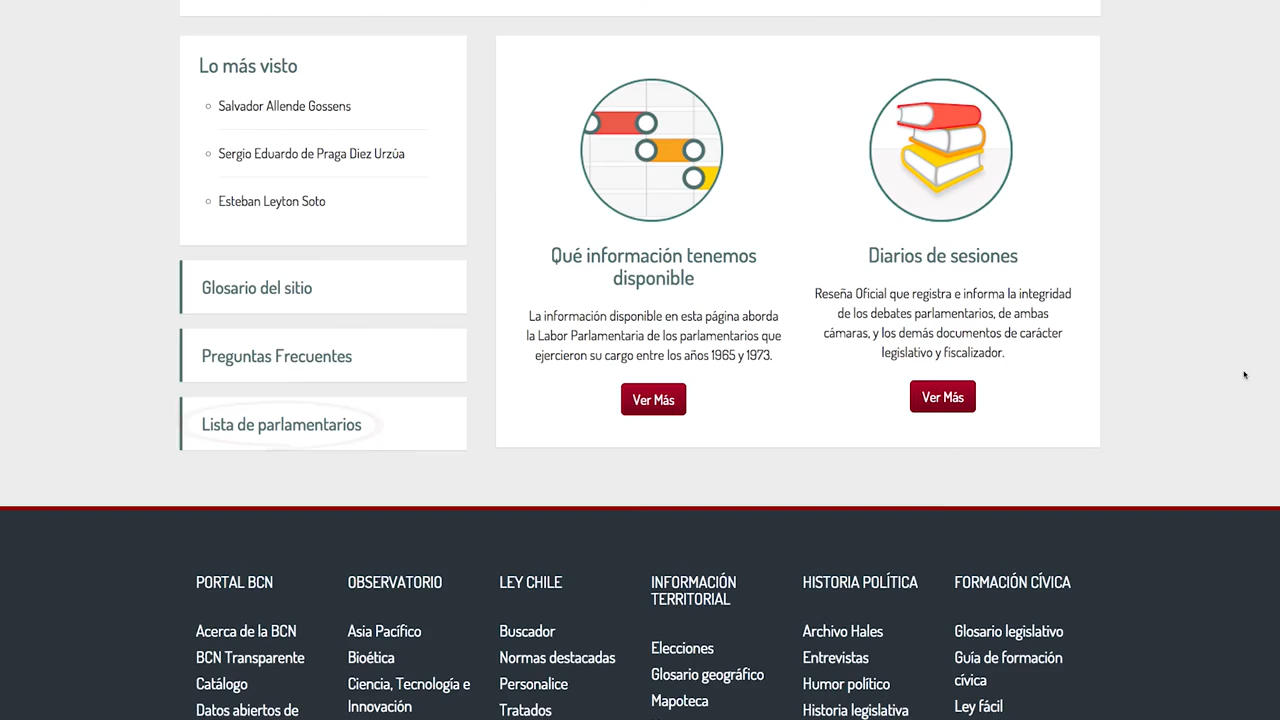 Lo más visto
Salvador Allende Gossens
Sergio Eduardo de Praga Diez Urzúa
Esteban Leyton Soto
Glosario del sitio
Preguntas Frecuentes
Lista de parlamentarios
Qué información tenemos
disponible
La información disponible en esta página aborda
la Labor Parlamentaria de los parlamentarios que
ejercieron su cargo entre los años 1965 y 1973.
Ver Más
Diarios de sesiones
Reseña Oficial que registra e informa la integridad
de los debates parlamentarios, de ambas
cámaras, y los demás documentos de carácter
legislativo y fiscalizador.
Ver Más
PORTAL BCN
Acerca de la BCN
BCN Transparente
Catálogo
Datos abiertos de
OBSERVATORIO
Asia Pacífico
Bioética
Ciencia, Tecnología e
Innovación
LEY CHILE
Buscador
Normas destacadas
Personalice
Tratados
INFORMACIÓN
TERRITORIAL
Elecciones
Glosario geográfico
Mapoteca
HISTORIA POLÍTICA
Archivo Hales
Entrevistas
Humor político
Historia legislativa
FORMACIÓN CÍVICA
Glosario legislativo
Guía de formación
cívica
Ley fácil